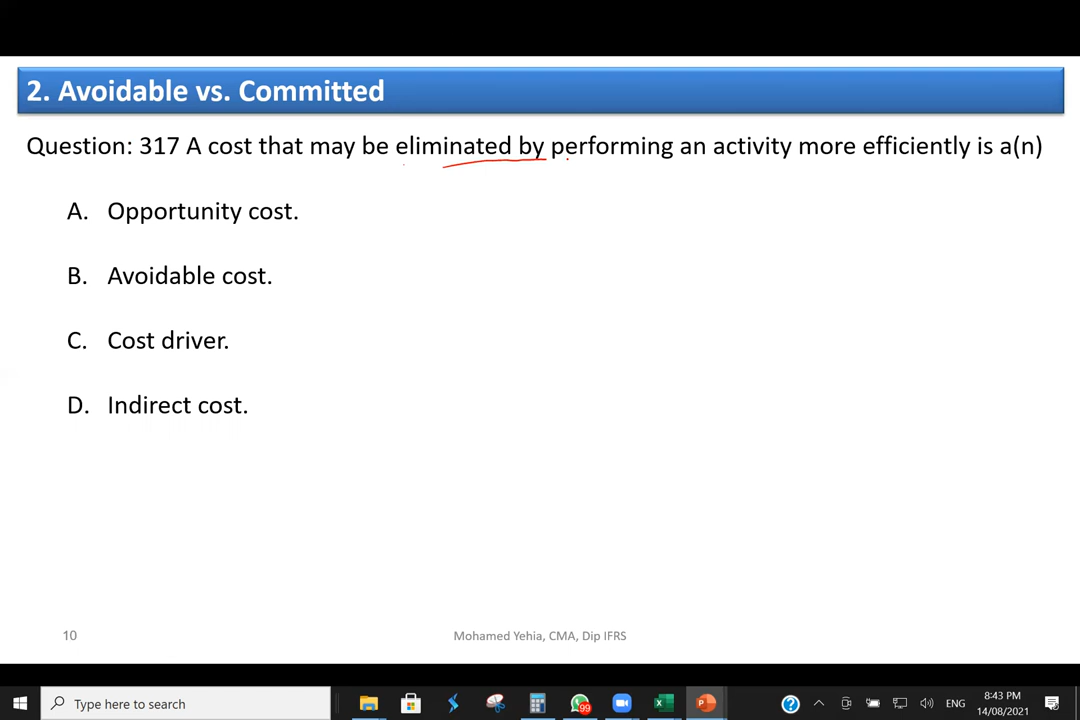 2. Avoidable vs. Committed
Question: 317 A cost that may be eliminated by performing an activity more efficiently is a(n)
A. Opportunity cost.
B. Avoidable cost.
C. Cost driver.
D. Indirect cost.
10
Mohamed Yehia, CMA, Dip IFRS
Type here to search
99
ENG
8:43 PM
14/08/2021